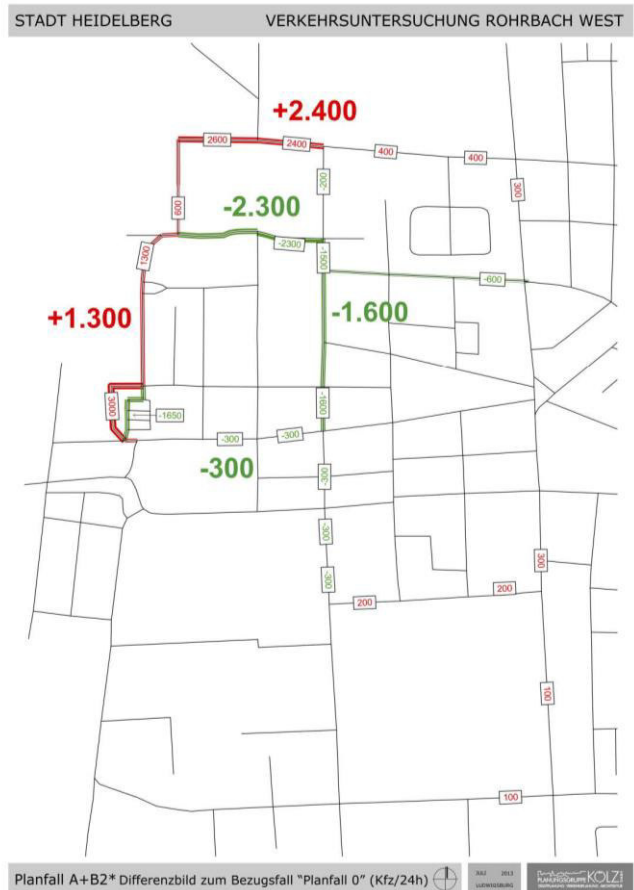 STADT HEIDELBERG VERKEHRSUNTERSUCHUNG ROHRBACH WEST
+2.400
2600 2400 400 400
-200 300
600 -2.300
1300 -2300 -1500
-600
+1.300 -1.600
3000 -1650 -1600
-300 -300
-300 -300
-300 300
-300 200 200
100
100
Planfall A+B2* Differenzbild zum Bezugsfall "Planfall 0" (Kfz/24h) JULI 2013
LUDWIGSBURG PLANUNGSGRUPPE KÖLZ